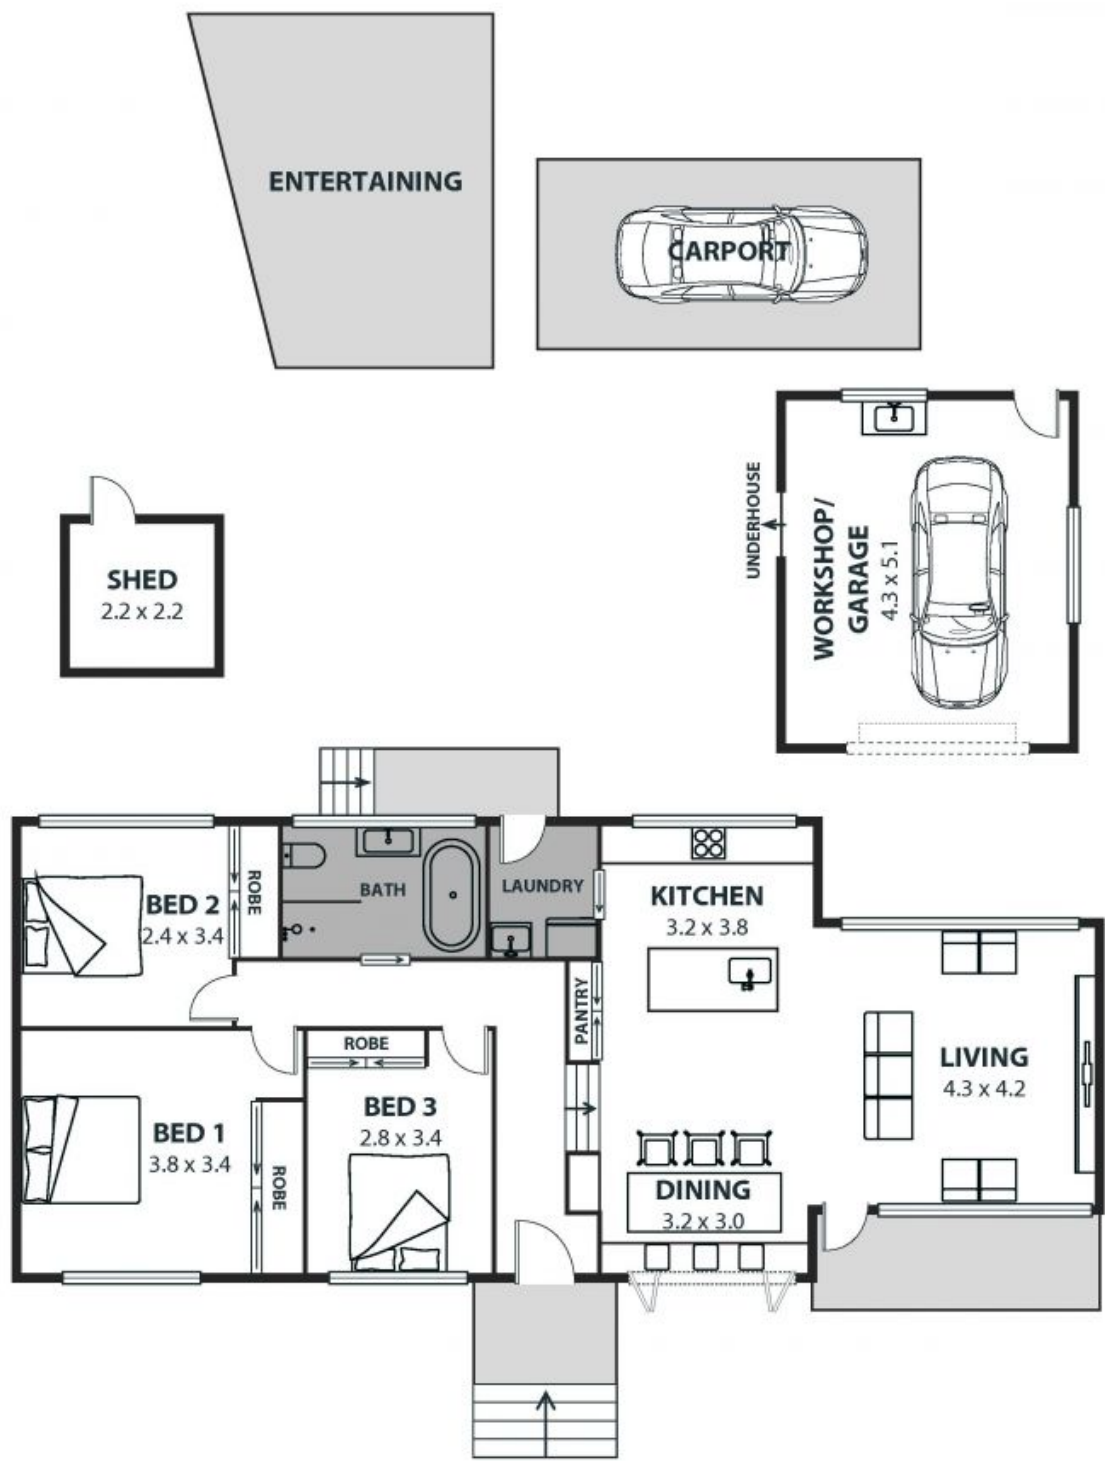 ENTERTAINING
CARPORT
UNDERHOUSE
WORKSHOP/
GARAGE
4.3 x 5.1
SHED
2.2 x 2.2
BED 2
2.4 x 3.4
ROBE
BATH
LAUNDRY
KITCHEN
3.2 x 3.8
PANTRY
LIVING
4.3 x 4.2
ROBE
BED 3
2.8 x 3.4
BED 1
3.8 x 3.4
ROBE
DINING
3.2 x 3.0